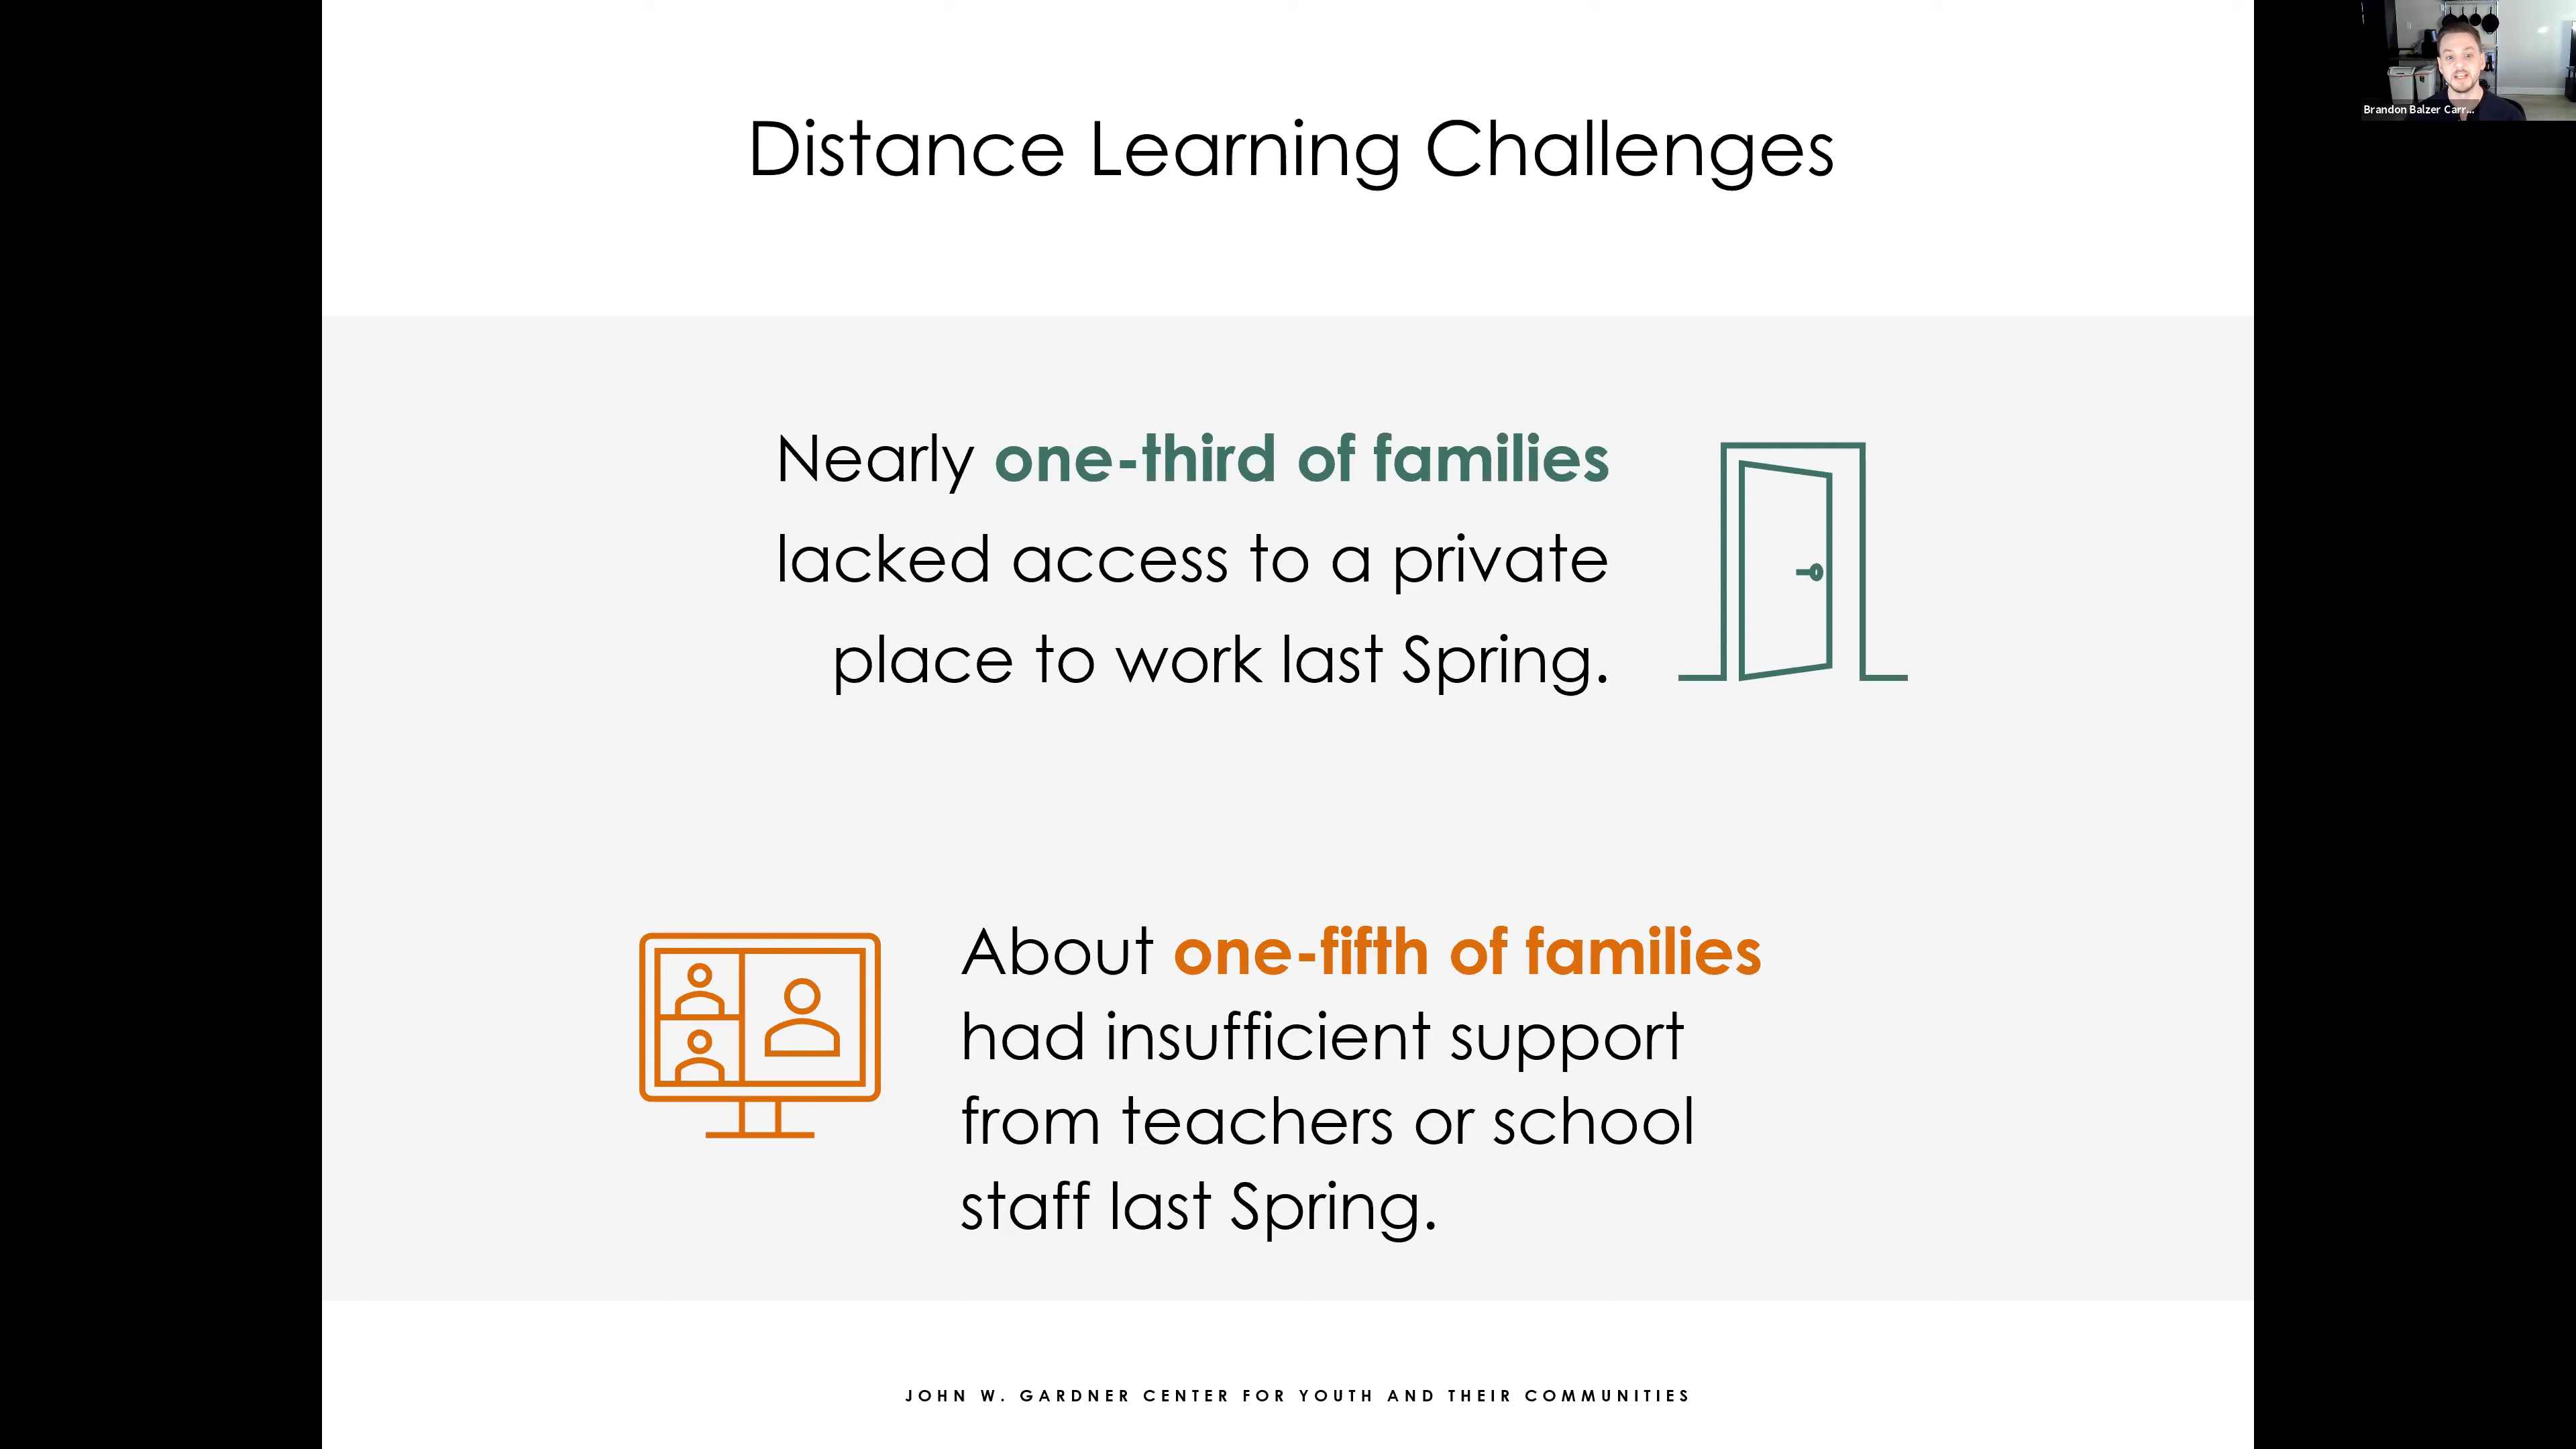 Distance Learning Challenges
Brandon Balzer Carr...
Nearly one-third of families
lacked access to a private
place to work last Spring.
About one-fifth of families
had insufficient support
from teachers or school
staff last Spring.
JOHN W. GARDNER CENTER FOR YOUTH AND THEIR COMMUNITIES